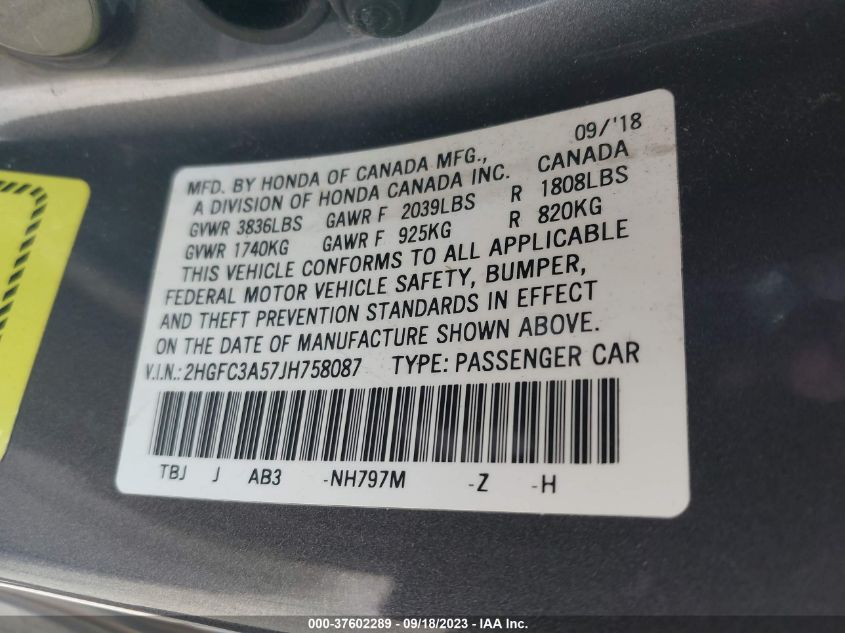 09/'18
MFD. BY HONDA OF CANADA MFG.,
A DIVISION OF HONDA CANADA INC. CANADA
GVWR 3836LBS GAWR F 2039LBS R 1808LBS
GVWR 1740KG GAWR F 925KG R 820KG
THIS VEHICLE CONFORMS TO ALL APPLICABLE
FEDERAL MOTOR VEHICLE SAFETY, BUMPER,
AND THEFT PREVENTION STANDARDS IN EFFECT
ON THE DATE OF MANUFACTURE SHOWN ABOVE.
V.I.N.: 2HGFC3A57JH758087 TYPE: PASSENGER CAR
TBJ J AB3 -NH797M -Z -H
000-37602289 - 09/18/2023 - IAA Inc.